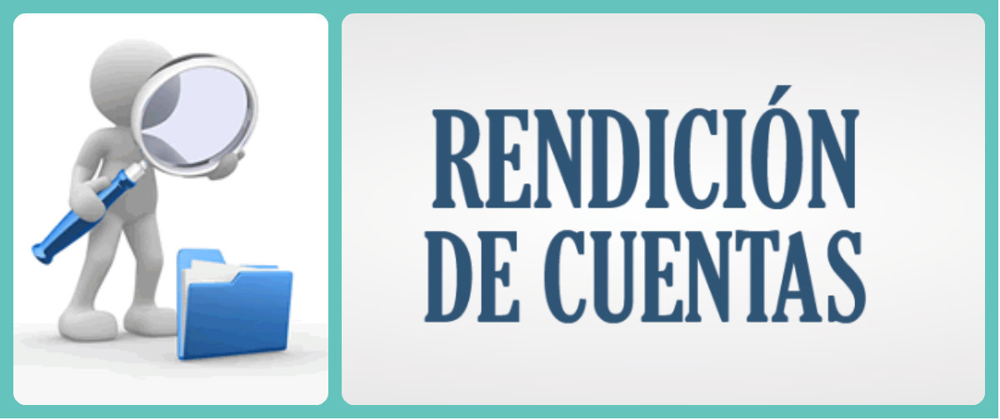 RENDICIÓN
DE CUENTAS